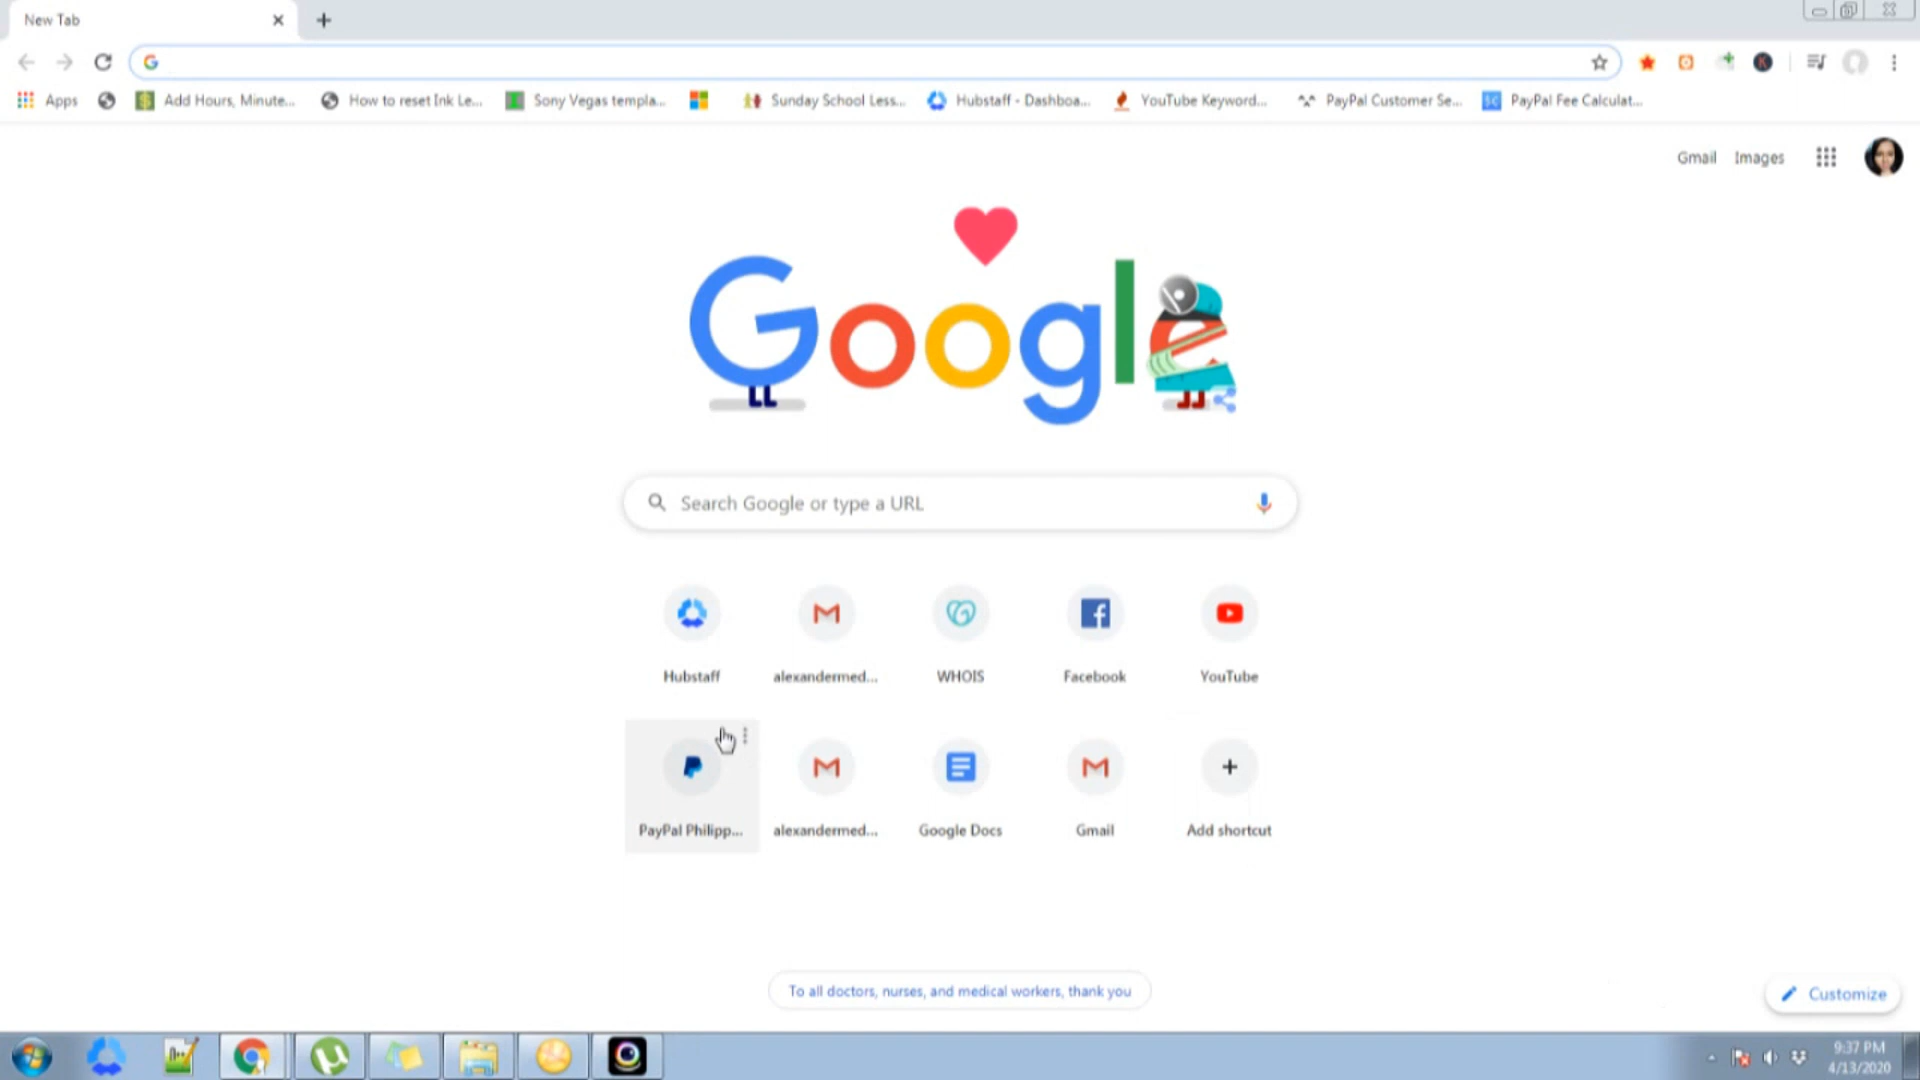 New Tab
Apps
Add Hours, Minute...
How to reset Ink Le...
Sony Vegas templa...
Sunday School Less...
Hubstaff - Dashboa...
YouTube Keyword...
PayPal Customer Se...
PayPal Fee Calculat...
Gmail
Images
Google
Search Google or type a URL
Hubstaff
alexandermed...
WHOIS
Facebook
YouTube
PayPal Philipp...
alexandermed...
Google Docs
Gmail
Add shortcut
To all doctors, nurses, and medical workers, thank you
Customize
9:37 PM
4/13/2020